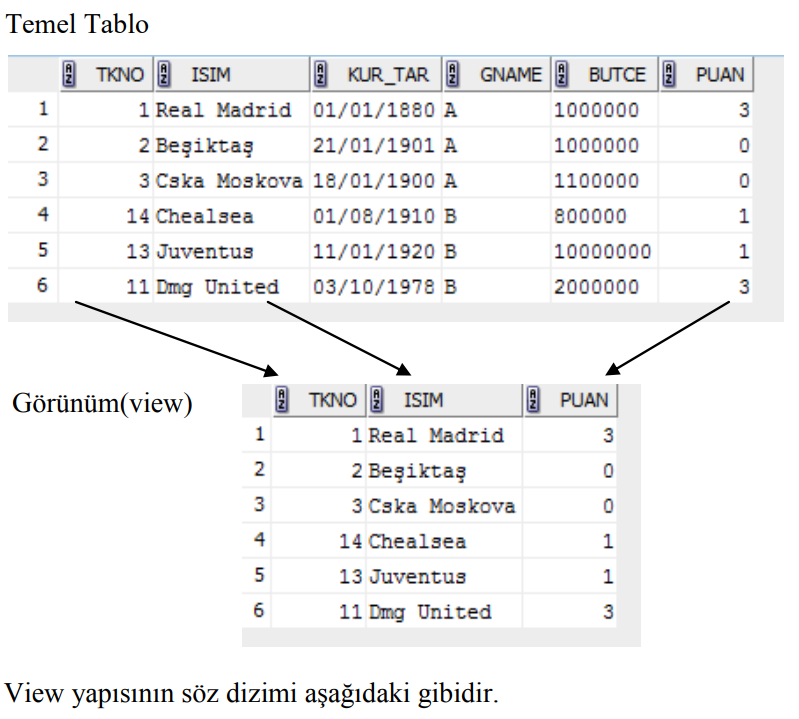 Temel Tablo
TKNO ISIM KUR_TAR GNAME BUTCE PUAN
1 1 Real Madrid 01/01/1880 A 1000000 3
2 2 Beşiktaş 21/01/1901 A 1000000 0
3 3 Cska Moskova 18/01/1900 A 1100000 0
4 14 Chealsea 01/08/1910 B 800000 1
5 13 Juventus 11/01/1920 B 10000000 1
6 11 Dmg United 03/10/1978 B 2000000 3
Görünüm(view)
TKNO ISIM PUAN
1 1 Real Madrid 3
2 2 Beşiktaş 0
3 3 Cska Moskova 0
4 14 Chealsea 1
5 13 Juventus 1
6 11 Dmg United 3
View yapısının söz dizimi aşağıdaki gibidir.